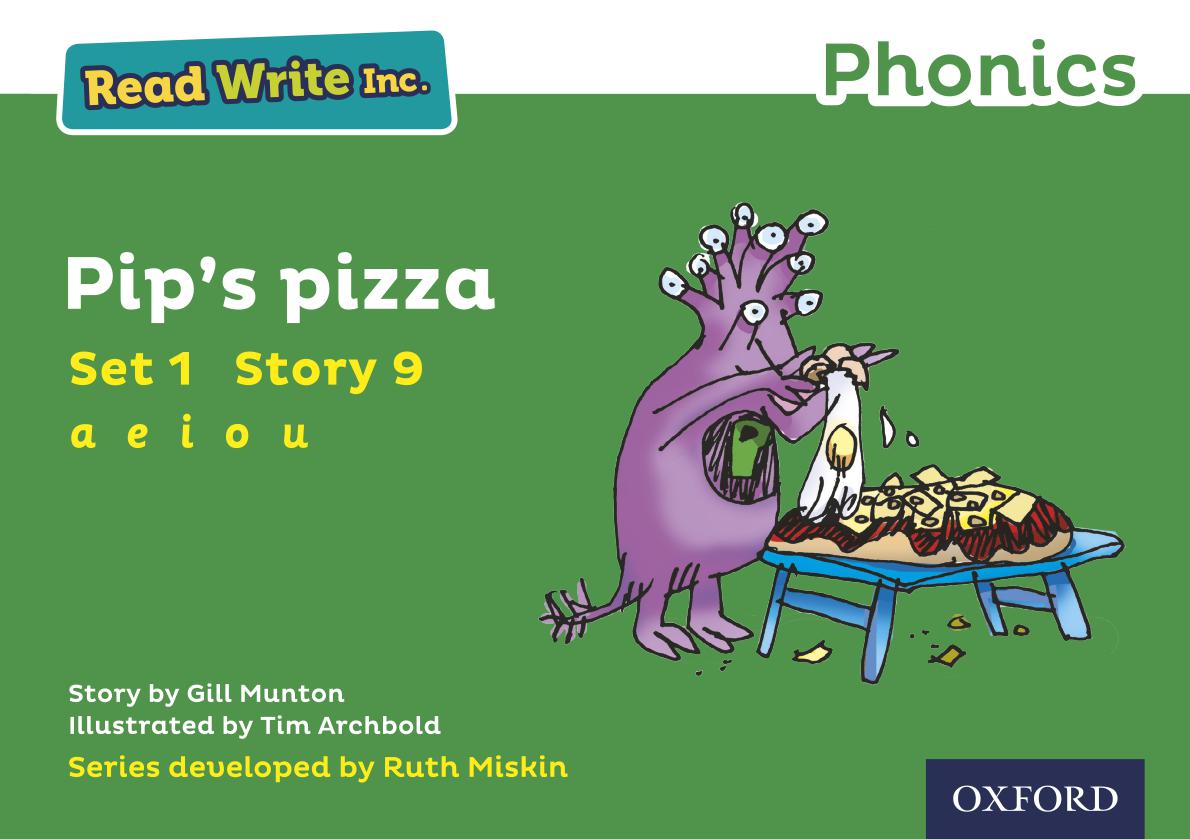 Read Write Inc.
Phonics
Pip's pizza
Set 1 Story 9
a e i o u
Story by Gill Munton
Illustrated by Tim Archbold
Series developed by Ruth Miskin
OXFORD